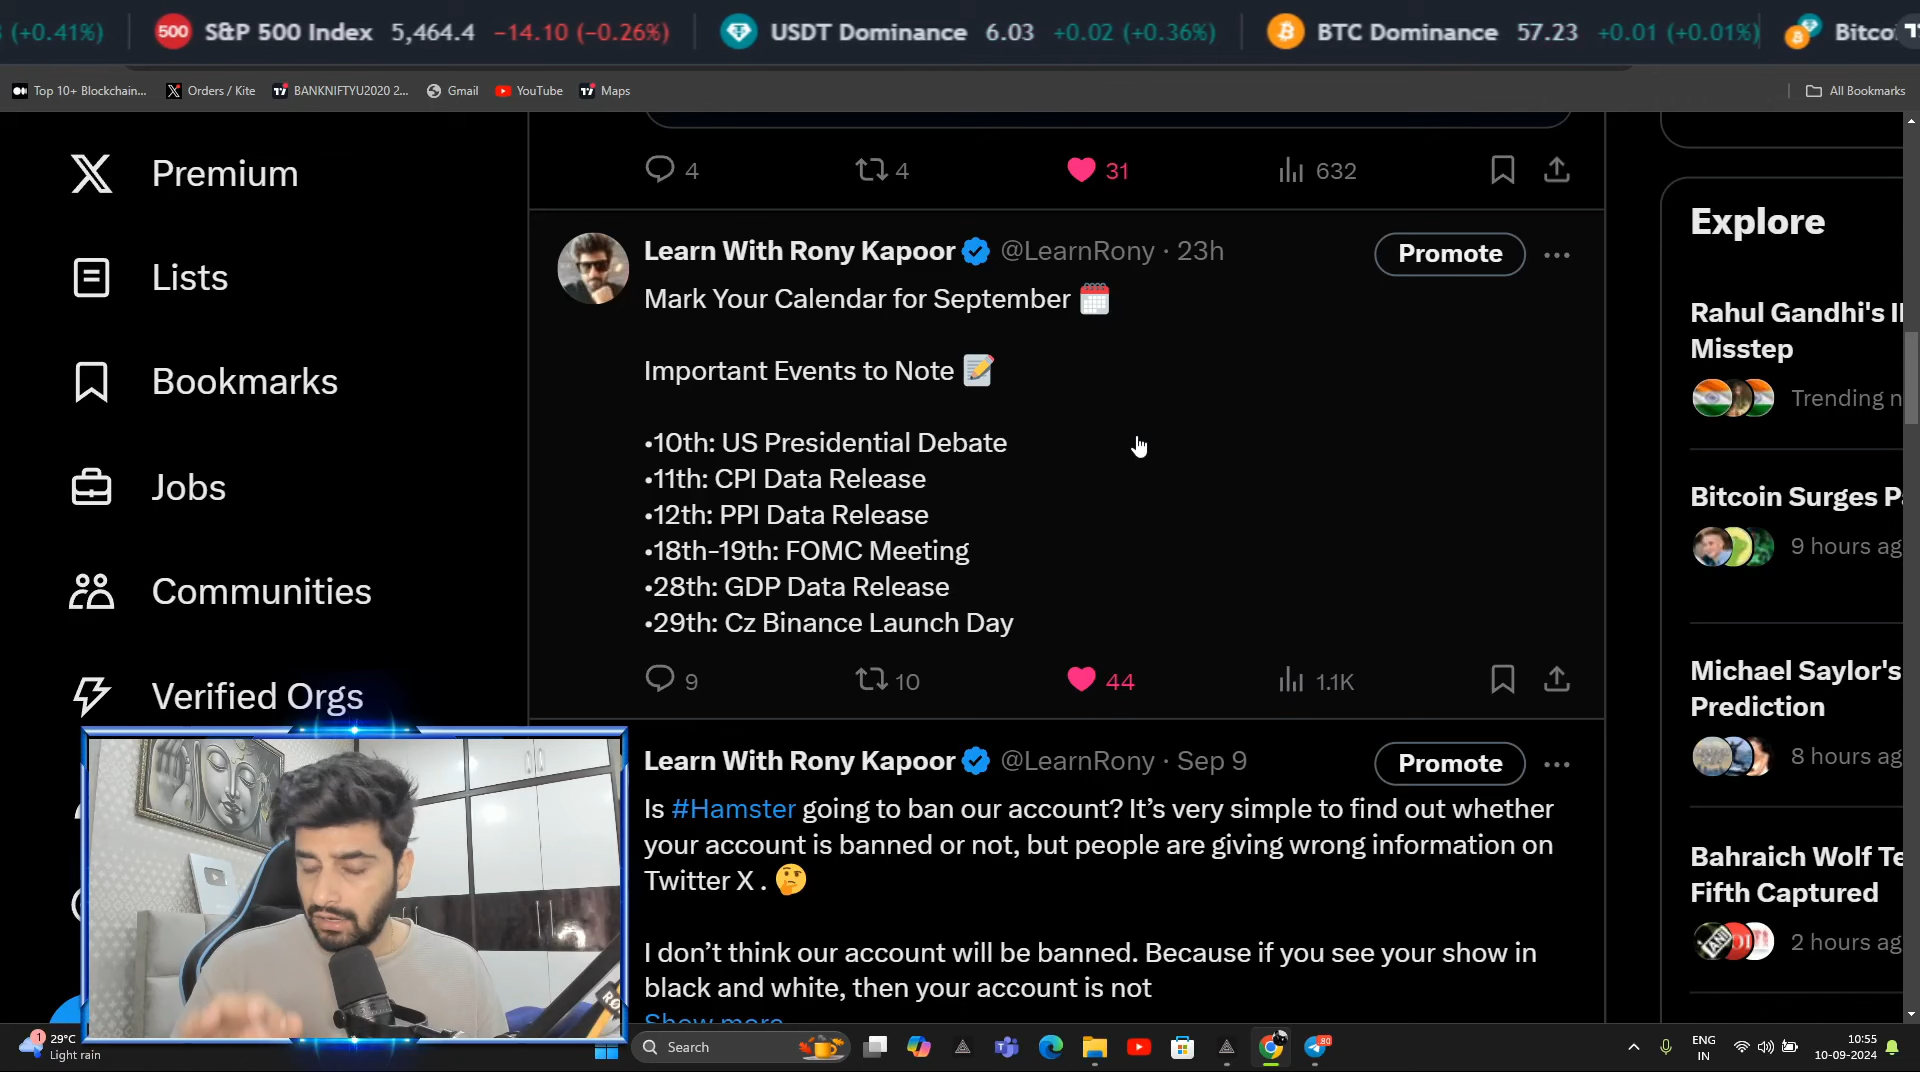 (+0.41%)
500 S&P 500 Index 5,464.4 −14.10 (−0.26%)
USDT Dominance 6.03 +0.02 (+0.36%)
BTC Dominance 57.23 +0.01 (+0.01%)
Bitco
Top 10+ Blockchain...
Orders / Kite
BANKNIFTYU2020 2...
Gmail
YouTube
Maps
All Bookmarks
Premium
Lists
Bookmarks
Jobs
Communities
Verified Orgs
4 4 31 632
Learn With Rony Kapoor @LearnRony · 23h
Promote
Mark Your Calendar for September
Important Events to Note
•10th: US Presidential Debate
•11th: CPI Data Release
•12th: PPI Data Release
•18th-19th: FOMC Meeting
•28th: GDP Data Release
•29th: Cz Binance Launch Day
9 10 44 1.1K
Learn With Rony Kapoor @LearnRony · Sep 9
Promote
Is #Hamster going to ban our account? It’s very simple to find out whether
your account is banned or not, but people are giving wrong information on
Twitter X .
I don’t think our account will be banned. Because if you see your show in
black and white, then your account is not
Show more
Explore
Rahul Gandhi's
Misstep
Trending n
Bitcoin Surges P
9 hours ag
Michael Saylor's
Prediction
8 hours ag
Bahraich Wolf Te
Fifth Captured
2 hours ag
1
29°C
Light rain
Search
80
ENG
IN
10:55
10-09-2024